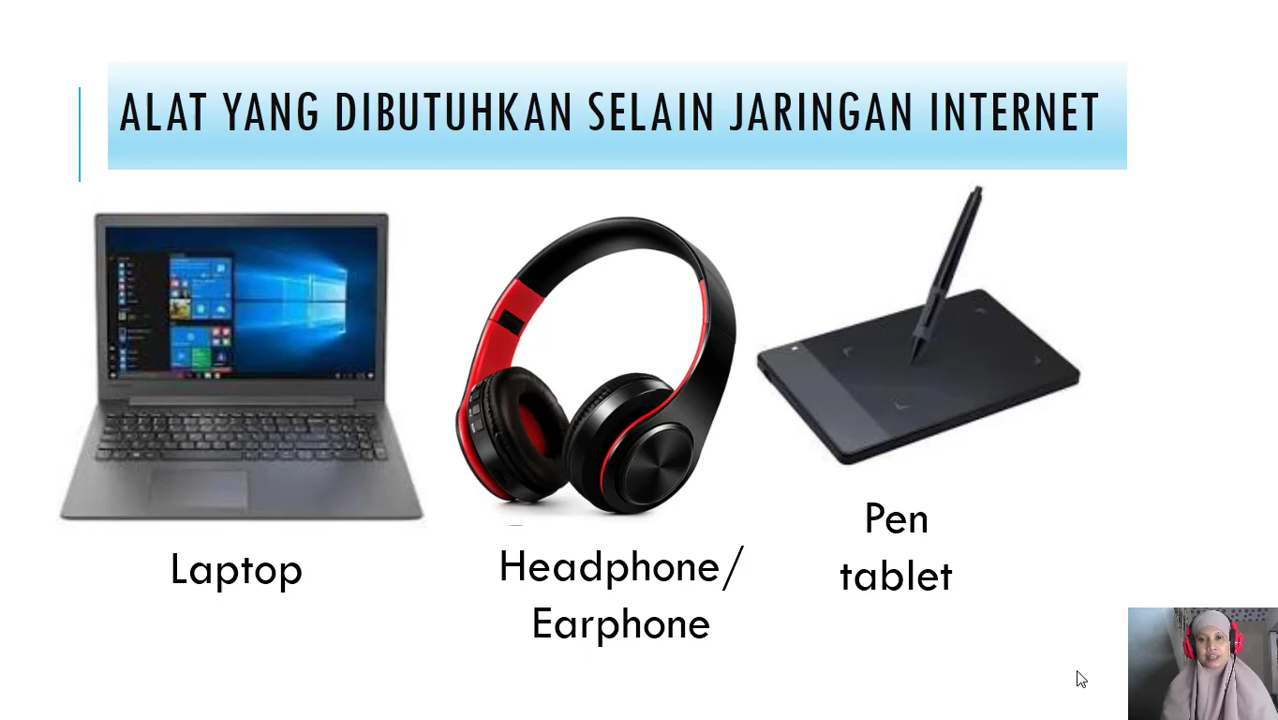 ALAT YANG DIBUTUHKAN SELAIN JARINGAN INTERNET
Laptop
Headphone/
Earphone
Pen
tablet